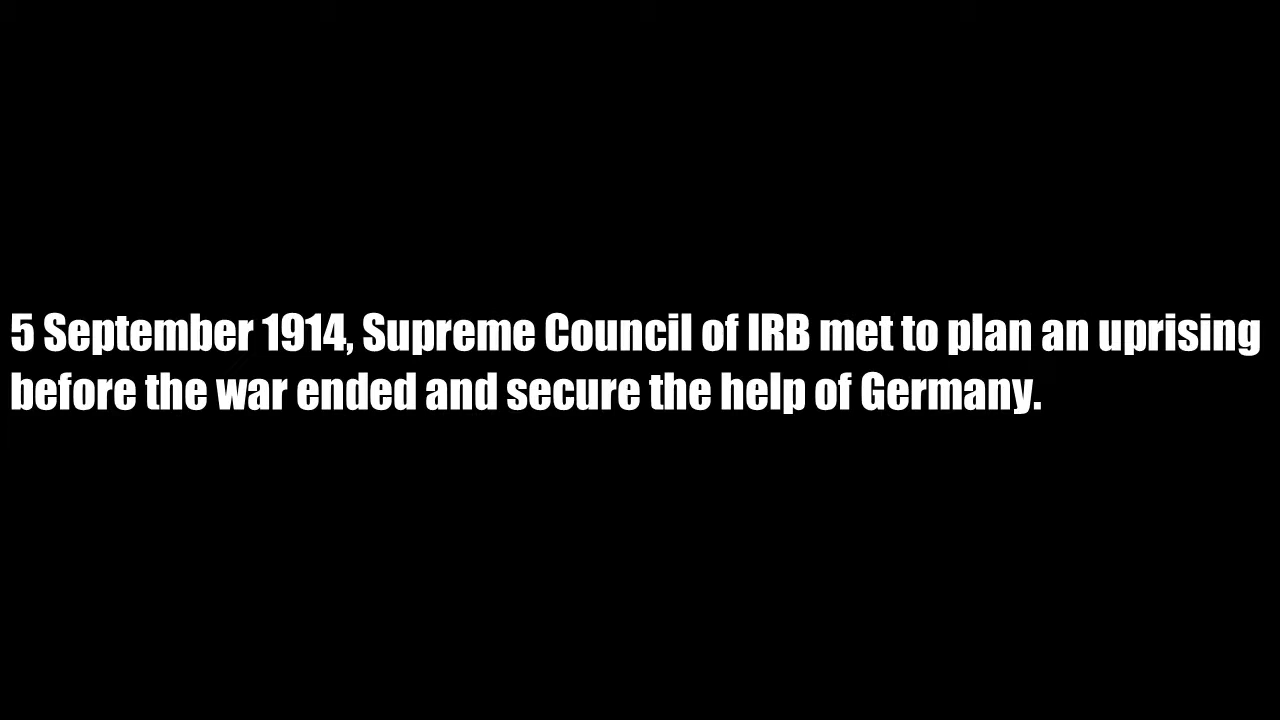 5 September 1914, Supreme Council of IRB met to plan an uprising
before the war ended and secure the help of Germany.